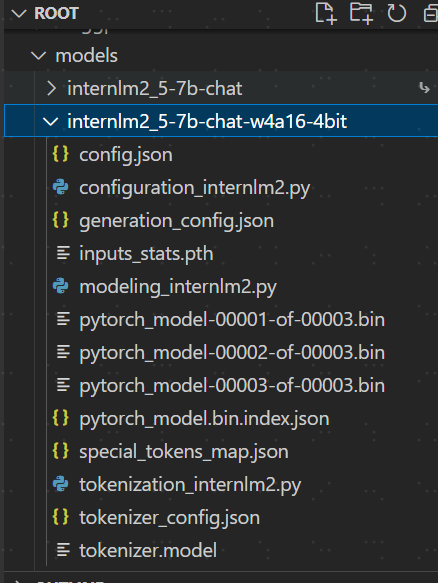 ROOT
models
internlm2_5-7b-chat
internlm2_5-7b-chat-w4a16-4bit
config.json
configuration_internlm2.py
generation_config.json
inputs_stats.pth
modeling_internlm2.py
pytorch_model-00001-of-00003.bin
pytorch_model-00002-of-00003.bin
pytorch_model-00003-of-00003.bin
pytorch_model.bin.index.json
special_tokens_map.json
tokenization_internlm2.py
tokenizer_config.json
tokenizer.model